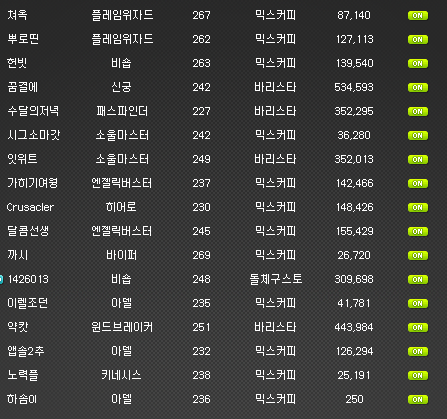 쳐옥 플레임위자드 267 믹스커피 87,140 ON
뿌로띤 플레임위자드 262 믹스커피 127,113 ON
헌빗 비숍 263 믹스커피 139,540 ON
꿈결에 신궁 242 바리스타 534,593 ON
수달의저녁 패스파인더 227 바리스타 352,295 ON
시그소마갓 소울마스터 242 믹스커피 36,280 ON
잇위트 소울마스터 249 바리스타 352,013 ON
가히기여영 엔젤릭버스터 237 믹스커피 142,466 ON
Crusacler 히어로 230 믹스커피 148,426 ON
달콤선생 엔젤릭버스터 245 믹스커피 155,429 ON
까시 바이퍼 269 믹스커피 26,720 ON
1426013 비숍 248 돌체구스토 309,698 ON
이렐조던 아델 235 믹스커피 41,781 ON
악캇 윈드브레이커 251 바리스타 443,984 ON
앱솔2추 아델 232 믹스커피 126,294 ON
노력플 키네시스 238 믹스커피 25,191 ON
하솜이 아델 236 믹스커피 250 ON